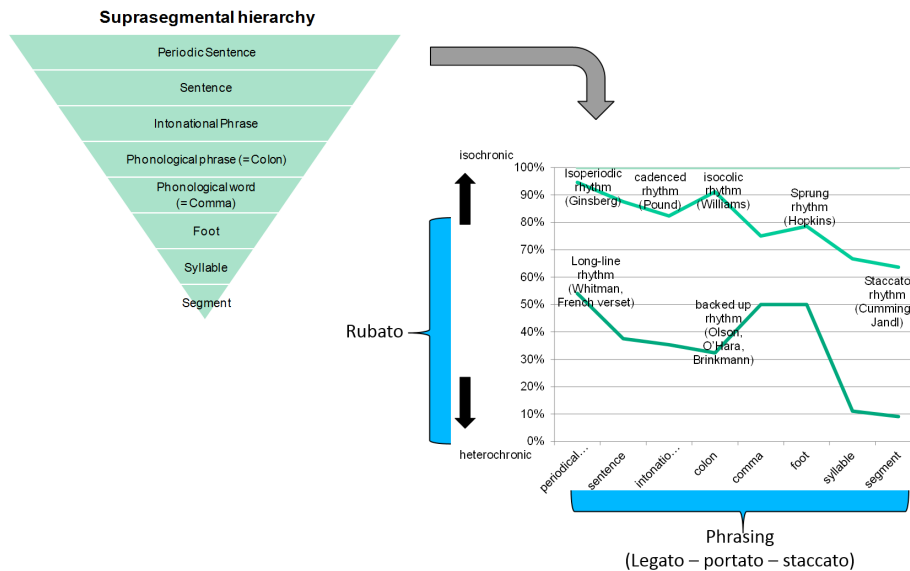 Suprasegmental hierarchy
Periodic Sentence
Sentence
Intonational Phrase
Phonological phrase (=Colon)
Phonological word
(= Comma)
Foot
Syllable
Segment
isochronic
Rubato
heterochronic
100%
90%
80%
70%
60%
50%
40%
30%
20%
10%
0%
Isoperiodic
rhythm
(Ginsberg)
cadenced
rhythm
(Pound)
isocolic
rhythm
(Williams)
Sprung
rhythm
(Hopkins)
Long-line
rhythm
(Whitman,
French verset)
backed up
rhythm
(Olson,
O'Hara,
Brinkmann)
Staccato
rhythm
(Cumming
Jandl)
periodical...
sentence
intonatio...
colon
comma
foot
syllable
segment
Phrasing
(Legato – portato – staccato)